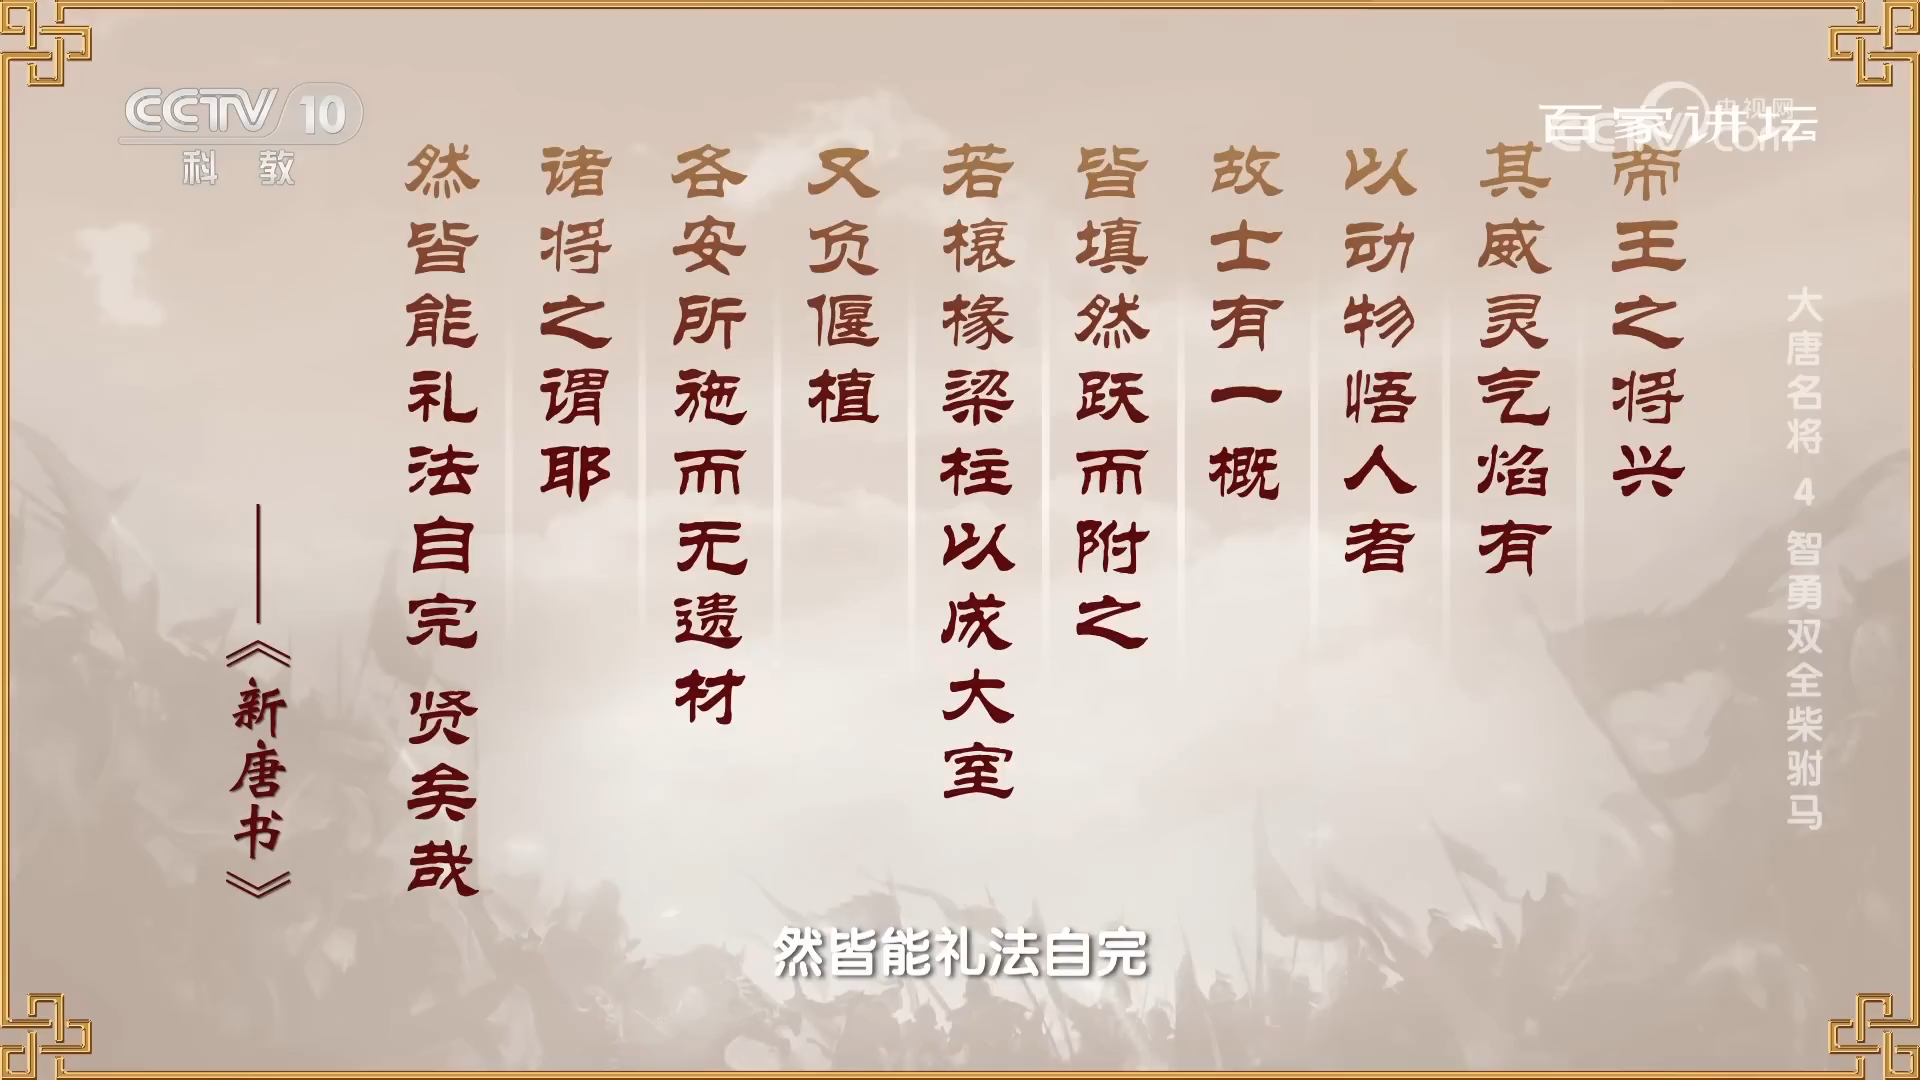 CCTV 10
科教
百家讲坛
央视网
CCTV.com
大唐名将 4 智勇双全柴驸马
帝王之将兴
其威灵气焰有
以动物悟人者
故士有一概
皆填然跃而附之
若榱椽梁柱以成大室
又负偃植
各安所施而无遗材
诸将之谓耶
然皆能礼法自完 贤矣哉
——《新唐书》
然皆能礼法自完